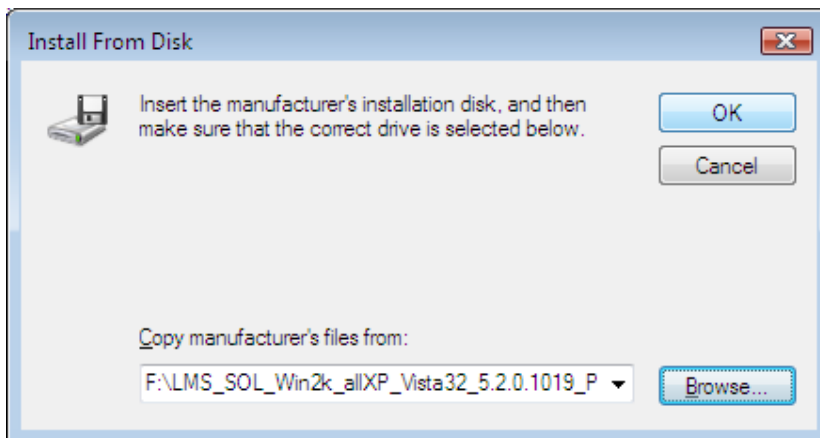 Install From Disk
Insert the manufacturer's installation disk, and then
make sure that the correct drive is selected below.
OK
Cancel
Copy manufacturer's files from:
F:\LMS_SOL_Win2k_allXP_Vista32_5.2.0.1019_P
Browse...